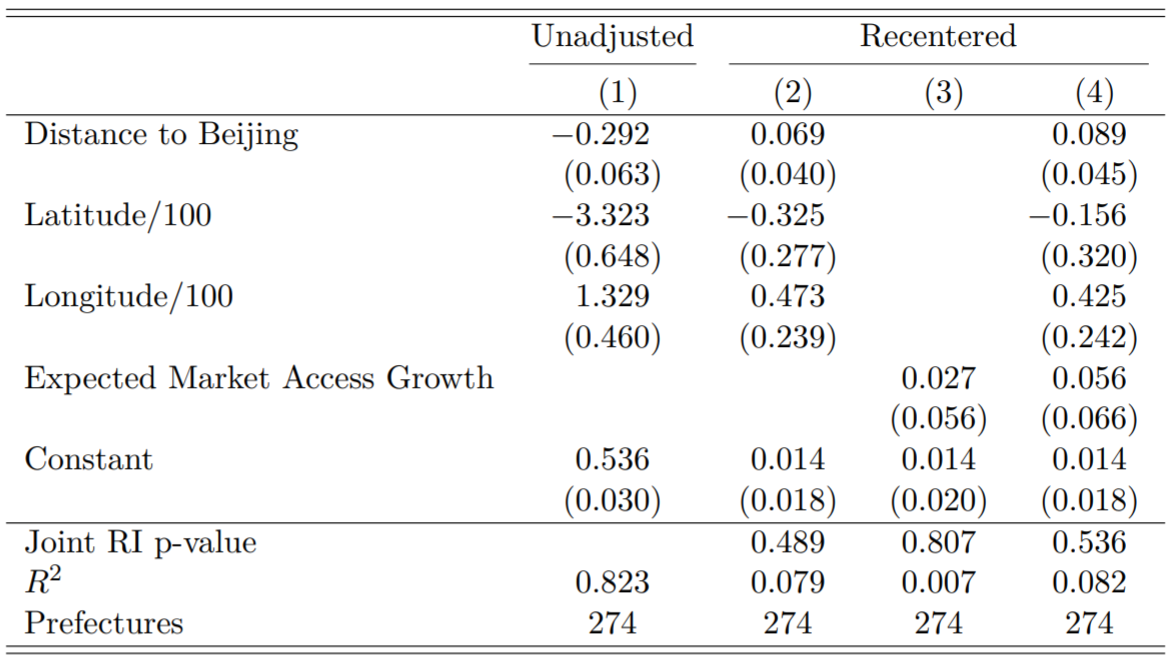 Unadjusted Recentered
(1) (2) (3) (4)
Distance to Beijing −0.292 0.069 0.089
(0.063) (0.040) (0.045)
Latitude/100 −3.323 −0.325 −0.156
(0.648) (0.277) (0.320)
Longitude/100 1.329 0.473 0.425
(0.460) (0.239) (0.242)
Expected Market Access Growth 0.027 0.056
(0.056) (0.066)
Constant 0.536 0.014 0.014 0.014
(0.030) (0.018) (0.020) (0.018)
Joint RI p-value 0.489 0.807 0.536
R² 0.823 0.079 0.007 0.082
Prefectures 274 274 274 274